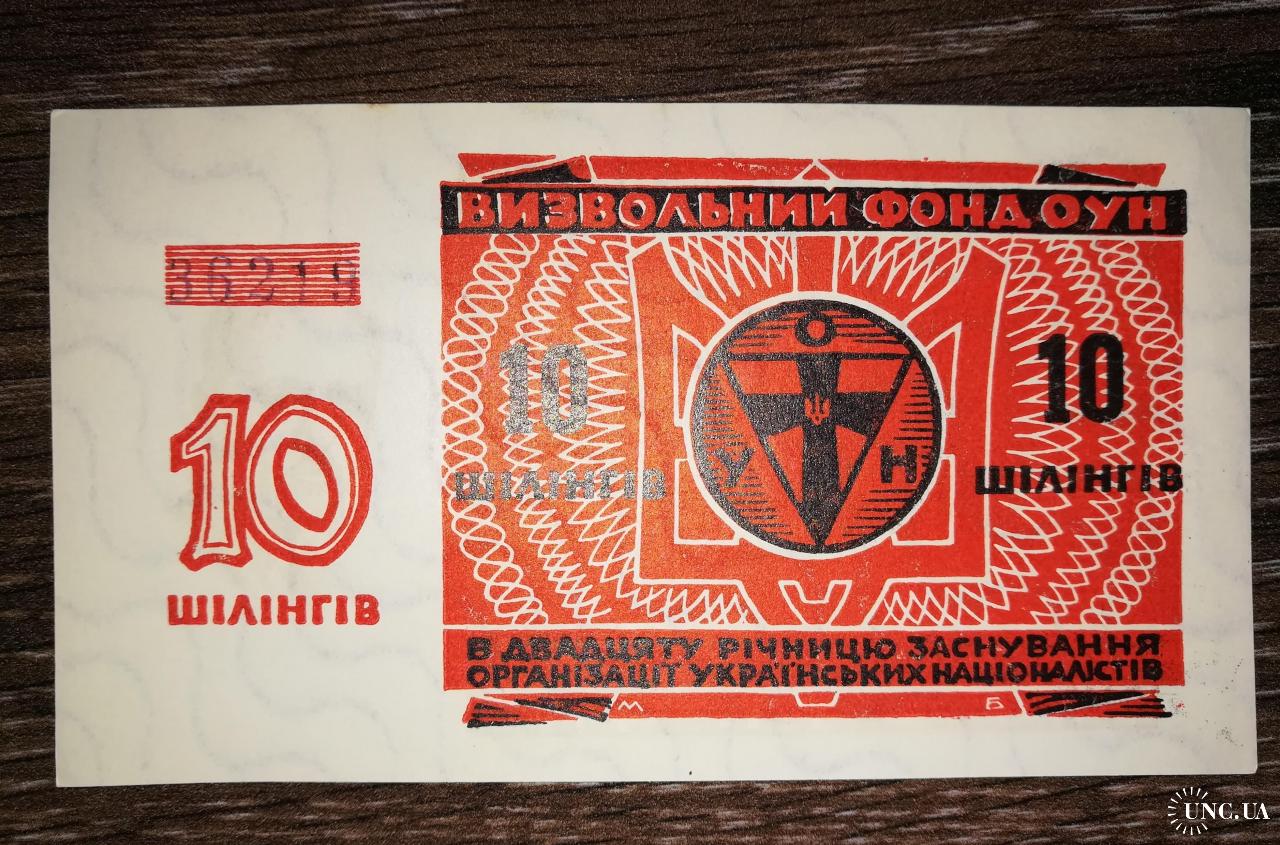 ВИЗВОЛЬНИЙ ФОНД ОУН
36219
10
ШІЛІНГІВ
10
ШІЛІНГІВ
О
У Н
10
ШІЛІНГІВ
В ДВАДЦЯТУ РІЧНИЦЮ ЗАСНУВАННЯ
ОРГАНІЗАЦІЇ УКРАЇНСЬКИХ НАЦІОНАЛІСТІВ
М Б
UNC.UA